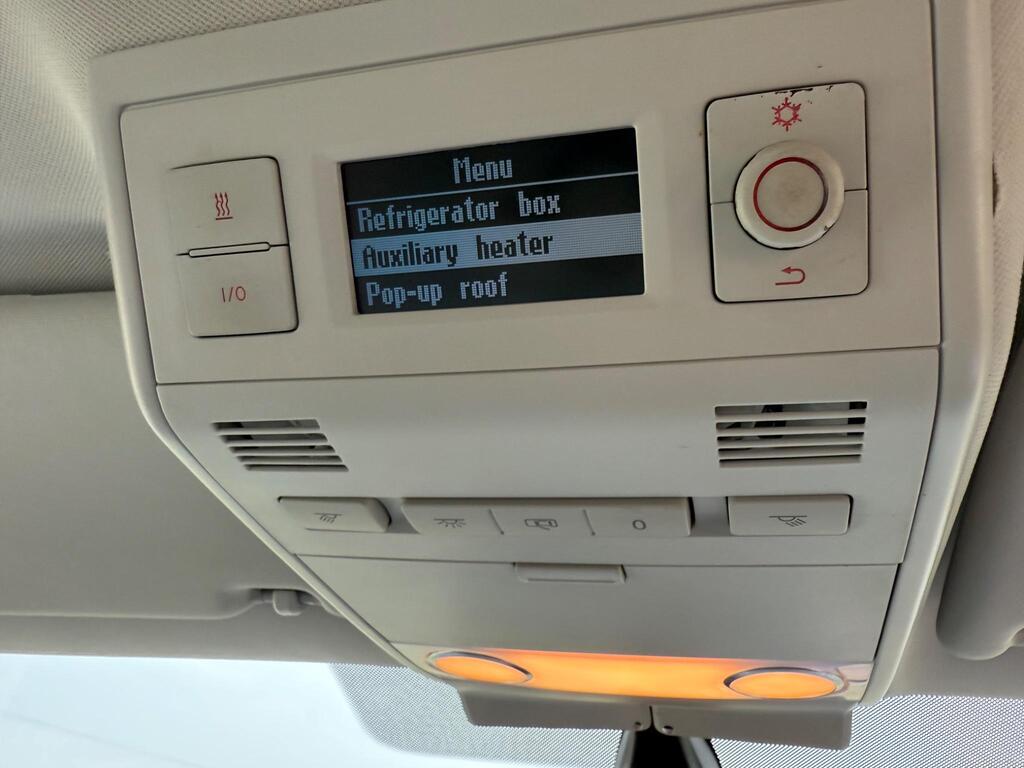 Menu
Refrigerator box
Auxiliary heater
Pop-up roof
I/O
O